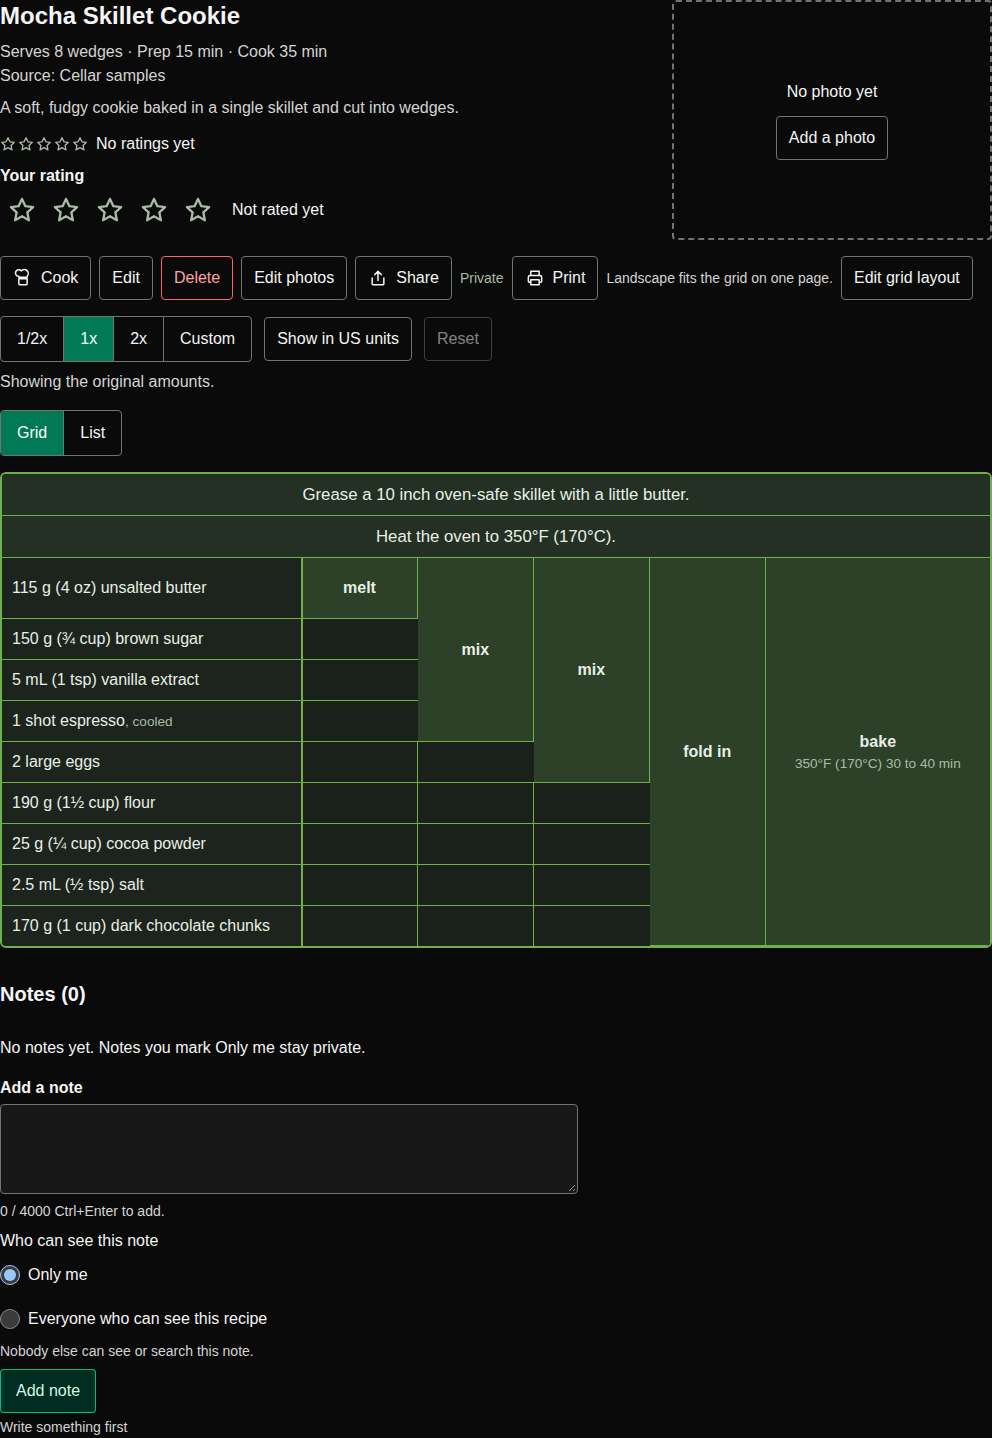 Mocha Skillet Cookie
Serves 8 wedges · Prep 15 min · Cook 35 min
Source: Cellar samples
A soft, fudgy cookie baked in a single skillet and cut into wedges.
No ratings yet
Your rating
Not rated yet
No photo yet
Add a photo
Cook Edit Delete Edit photos Share Private Print Landscape fits the grid on one page. Edit grid layout
1/2x 1x 2x Custom Show in US units Reset
Showing the original amounts.
Grid List
Grease a 10 inch oven-safe skillet with a little butter.
Heat the oven to 350°F (170°C).
115 g (4 oz) unsalted butter
melt
150 g (¾ cup) brown sugar
mix
mix
5 mL (1 tsp) vanilla extract
1 shot espresso, cooled
fold in
bake
350°F (170°C) 30 to 40 min
2 large eggs
190 g (1½ cup) flour
25 g (¼ cup) cocoa powder
2.5 mL (½ tsp) salt
170 g (1 cup) dark chocolate chunks
Notes (0)
No notes yet. Notes you mark Only me stay private.
Add a note
0 / 4000 Ctrl+Enter to add.
Who can see this note
Only me
Everyone who can see this recipe
Nobody else can see or search this note.
Add note
Write something first